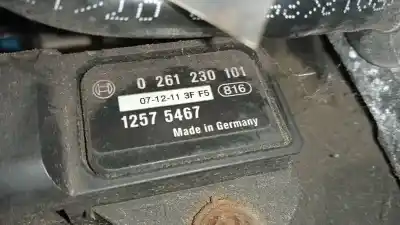 0 261 230 101
07-12-11 3F F5 816
1257 5467
Made in Germany